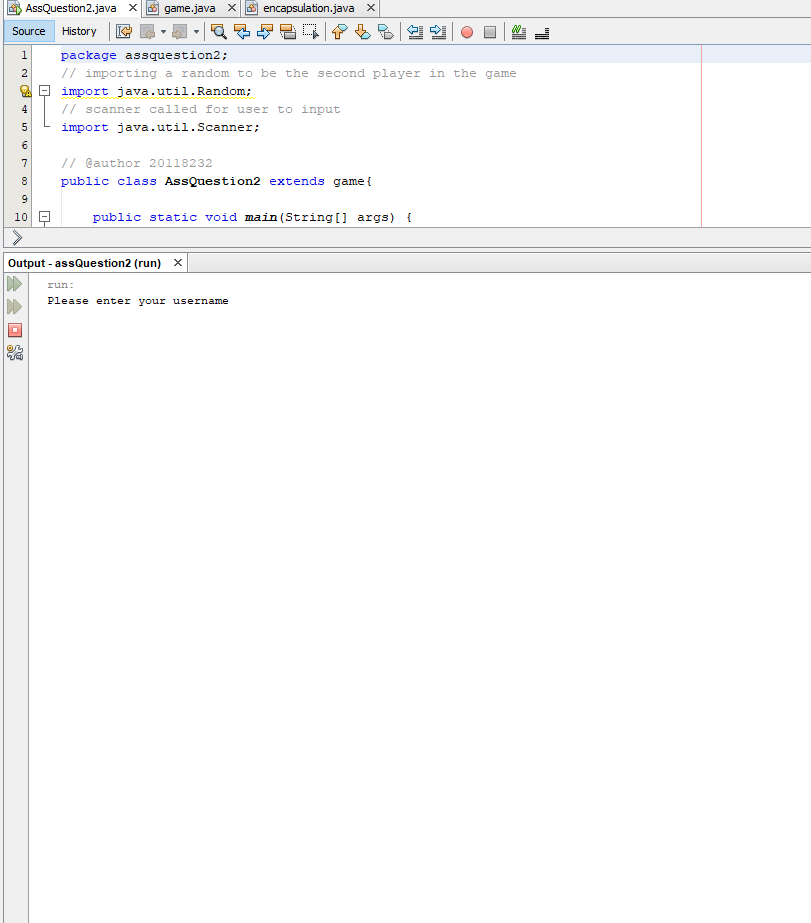 AssQuestion2.java game.java encapsulation.java
Source History
1 package assquestion2;
2 // importing a random to be the second player in the game
import java.util.Random;
4 // scanner called for user to input
5 import java.util.Scanner;
6
7 // @author 20118232
8 public class AssQuestion2 extends game{
9
10 public static void main(String[] args) {
Output - assQuestion2 (run)
run:
Please enter your username